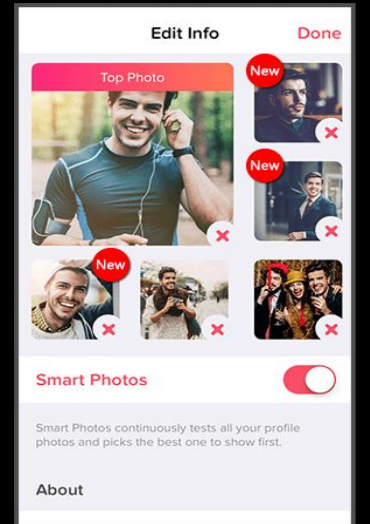 Edit Info
Done
Top Photo
New
New
New
Smart Photos
Smart Photos continuously tests all your profile
photos and picks the best one to show first.
About